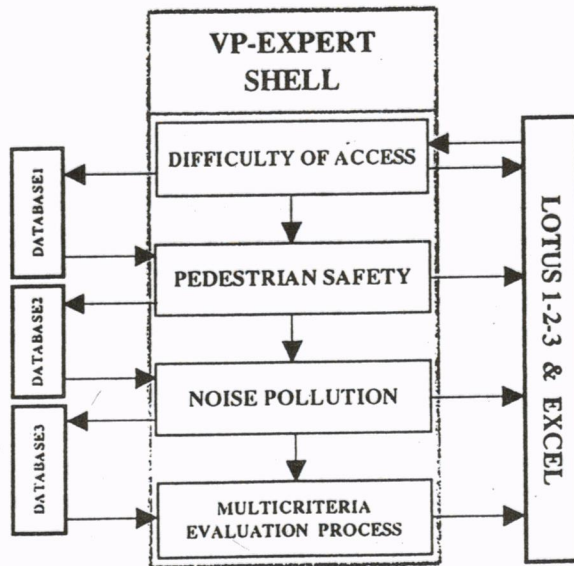 VP-EXPERT
SHELL
DIFFICULTY OF ACCESS
PEDESTRIAN SAFETY
NOISE POLLUTION
MULTICRITERIA
EVALUATION PROCESS
DATABASE1
DATABASE2
DATABASE3
LOTUS 1-2-3 & EXCEL